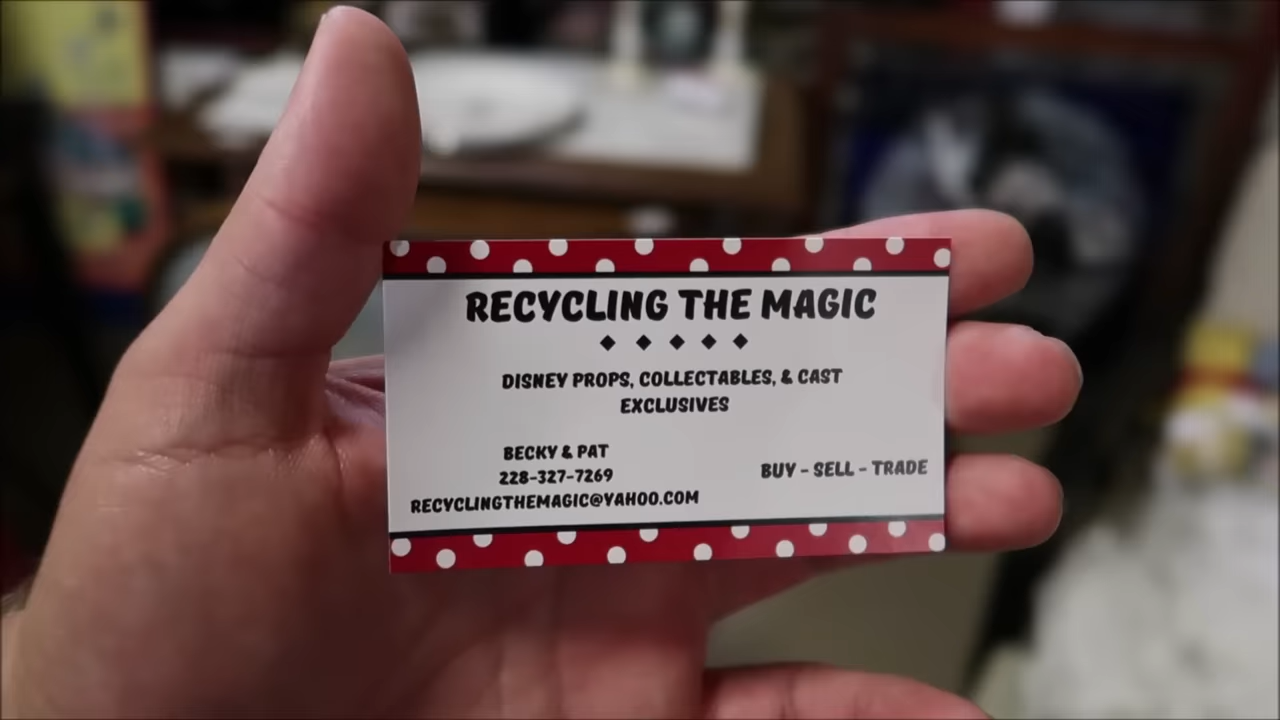 RECYCLING THE MAGIC
DISNEY PROPS, COLLECTABLES, & CAST
EXCLUSIVES
BECKY & PAT
228-327-7269
RECYCLINGTHEMAGIC@YAHOO.COM
BUY - SELL - TRADE